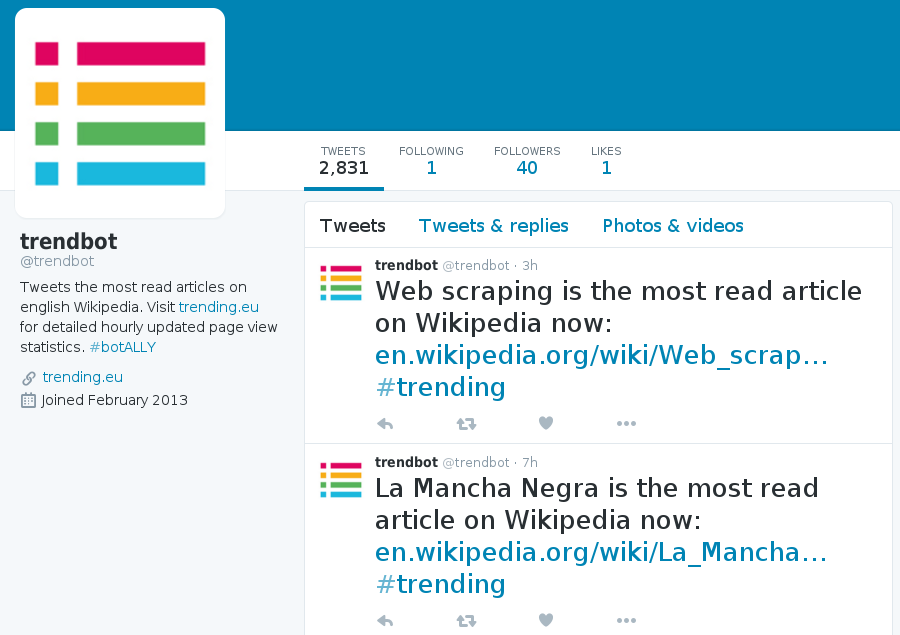 TWEETS FOLLOWING FOLLOWERS LIKES
2,831 1 40 1
trendbot
@trendbot
Tweets the most read articles on
english Wikipedia. Visit trending.eu
for detailed hourly updated page view
statistics. #botALLY
trending.eu
Joined February 2013
Tweets Tweets & replies Photos & videos
trendbot @trendbot · 3h
Web scraping is the most read article
on Wikipedia now:
en.wikipedia.org/wiki/Web_scrap...
#trending
trendbot @trendbot · 7h
La Mancha Negra is the most read
article on Wikipedia now:
en.wikipedia.org/wiki/La_Mancha...
#trending